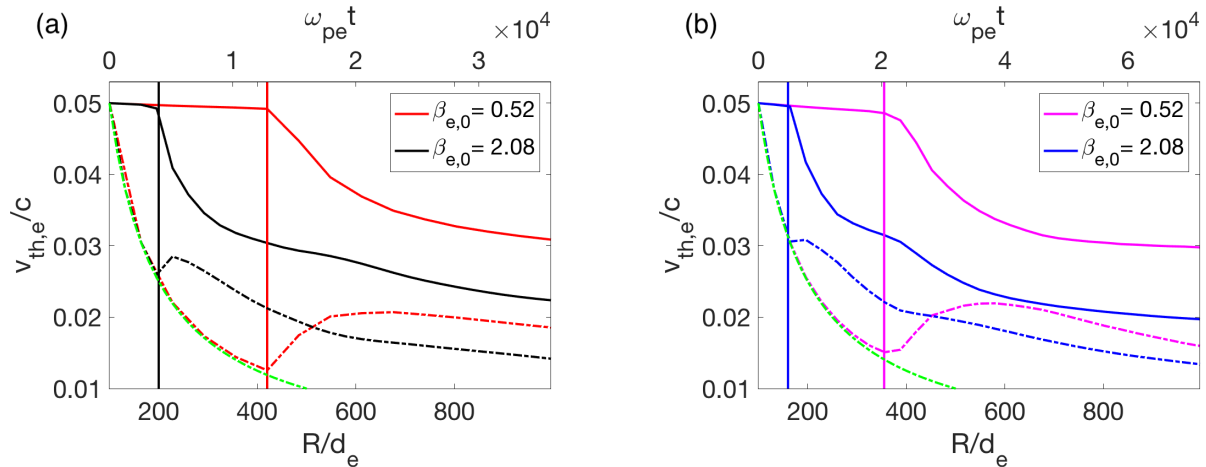 (a)
ω_pe t
×10^4
0 1 2 3
0.05
0.04
0.03
0.02
0.01
v_th,e/c
β_e,0= 0.52
β_e,0= 2.08
200 400 600 800
R/d_e
(b)
ω_pe t
×10^4
0 2 4 6
0.05
0.04
0.03
0.02
0.01
v_th,e/c
β_e,0= 0.52
β_e,0= 2.08
200 400 600 800
R/d_e